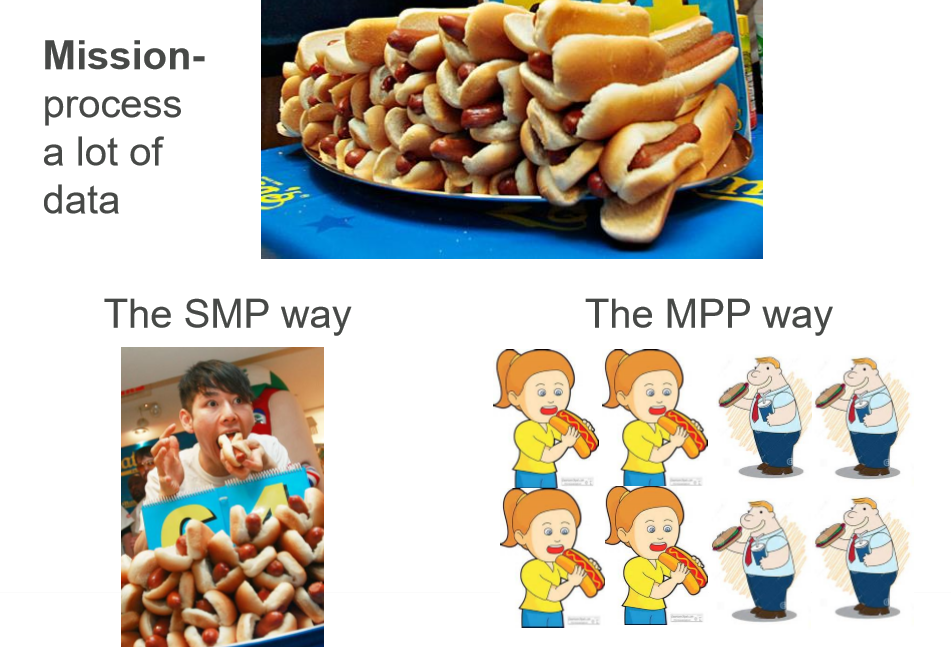 Mission-
process
a lot of
data
The SMP way
The MPP way